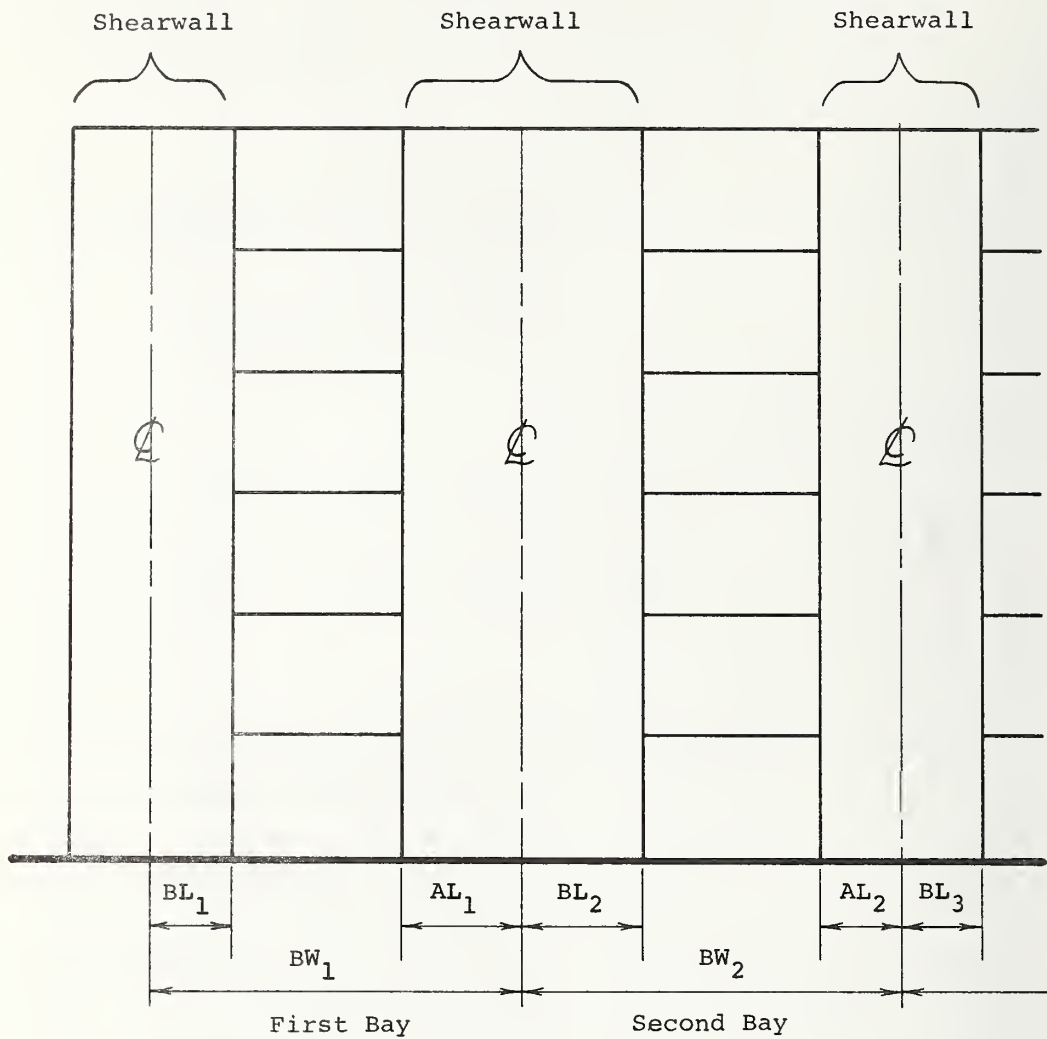 Shearwall Shearwall Shearwall
℄ ℄ ℄
BL₁ AL₁ BL₂ AL₂ BL₃
BW₁ BW₂
First Bay Second Bay